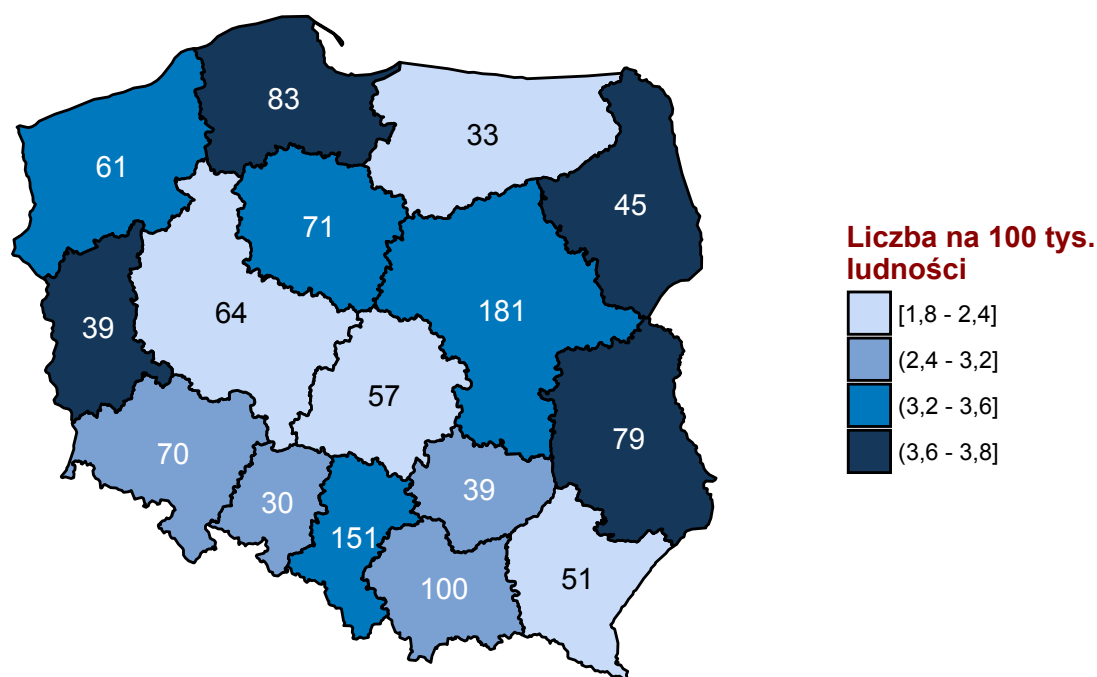 83
33
61
45
71
Liczba na 100 tys.
ludności
64
181
[1,8 - 2,4]
39
(2,4 - 3,2]
57
(3,2 - 3,6]
79
(3,6 - 3,8]
70
39
30
151
51
100